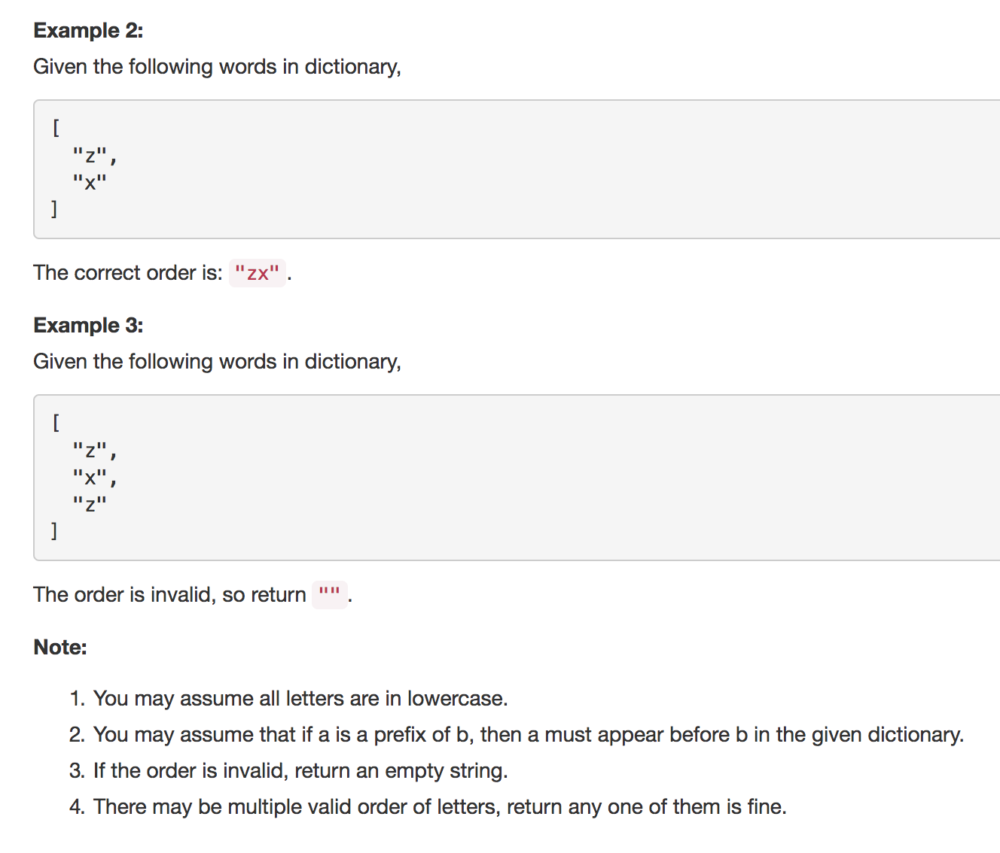 Example 2:
Given the following words in dictionary,
[
  "z",
  "x"
]
The correct order is: "zx".
Example 3:
Given the following words in dictionary,
[
  "z",
  "x",
  "z"
]
The order is invalid, so return "".
Note:
1. You may assume all letters are in lowercase.
2. You may assume that if a is a prefix of b, then a must appear before b in the given dictionary.
3. If the order is invalid, return an empty string.
4. There may be multiple valid order of letters, return any one of them is fine.